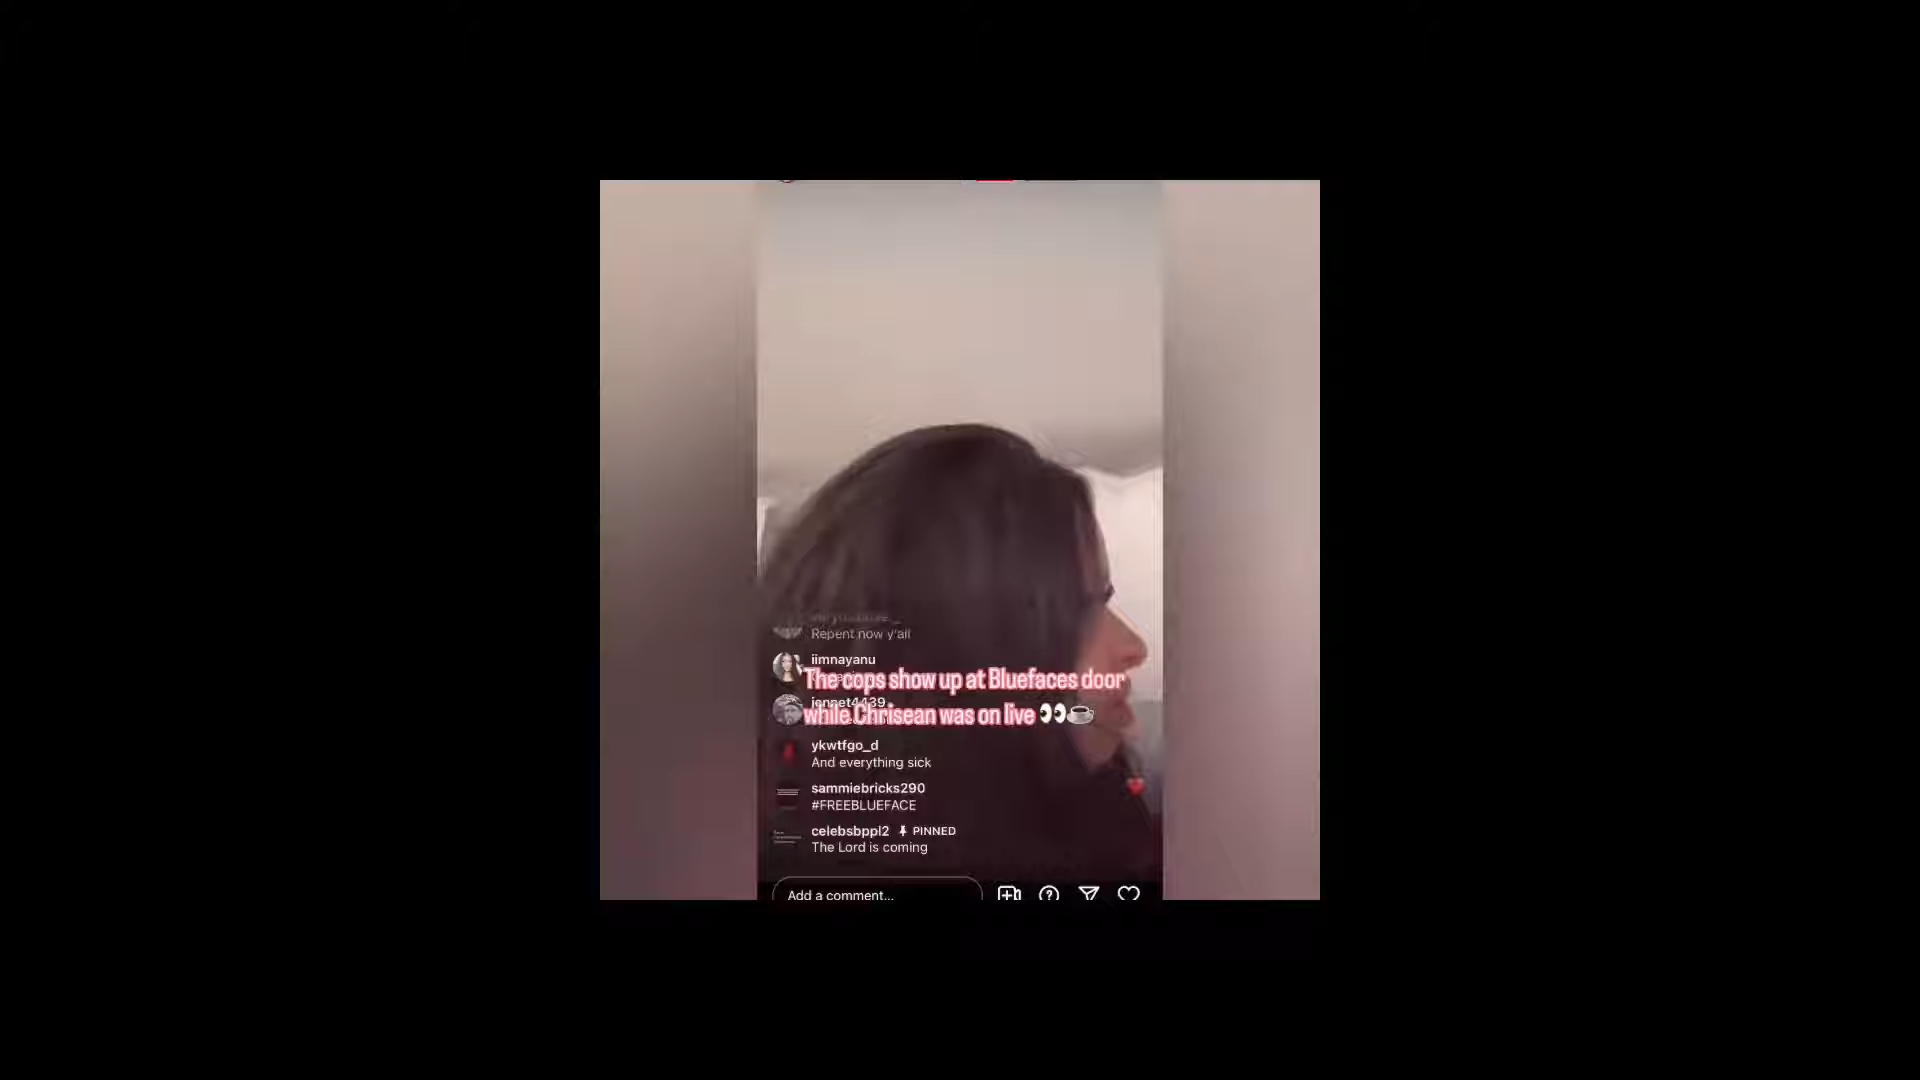 Repent now y'all
iimnayanu
The cops show up at Bluefaces door
jennet4439
while Chrisean was on live 👀☕
ykwtfgo_d
And everything sick
sammiebricks290
#FREEBLUEFACE
celebsbppl2 PINNED
The Lord is coming
Add a comment...